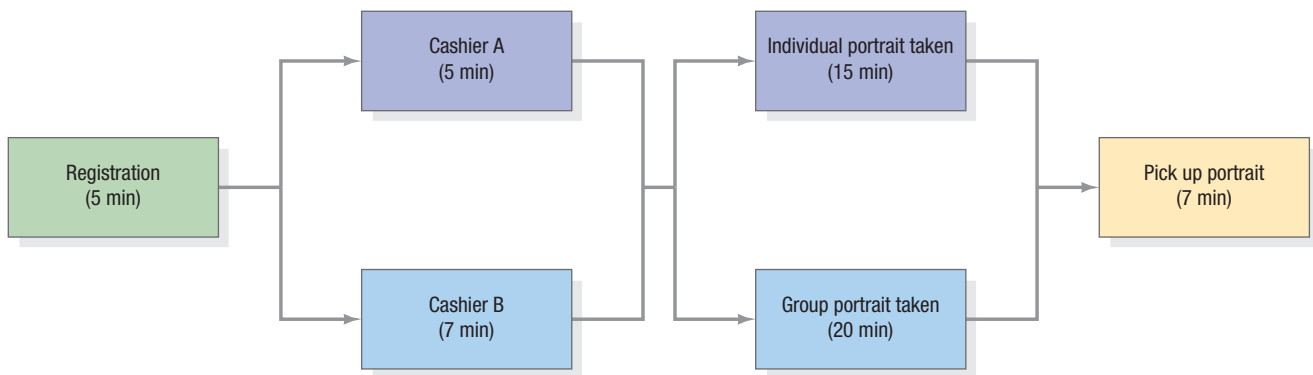 Registration
(5 min)
Cashier A
(5 min)
Cashier B
(7 min)
Individual portrait taken
(15 min)
Group portrait taken
(20 min)
Pick up portrait
(7 min)